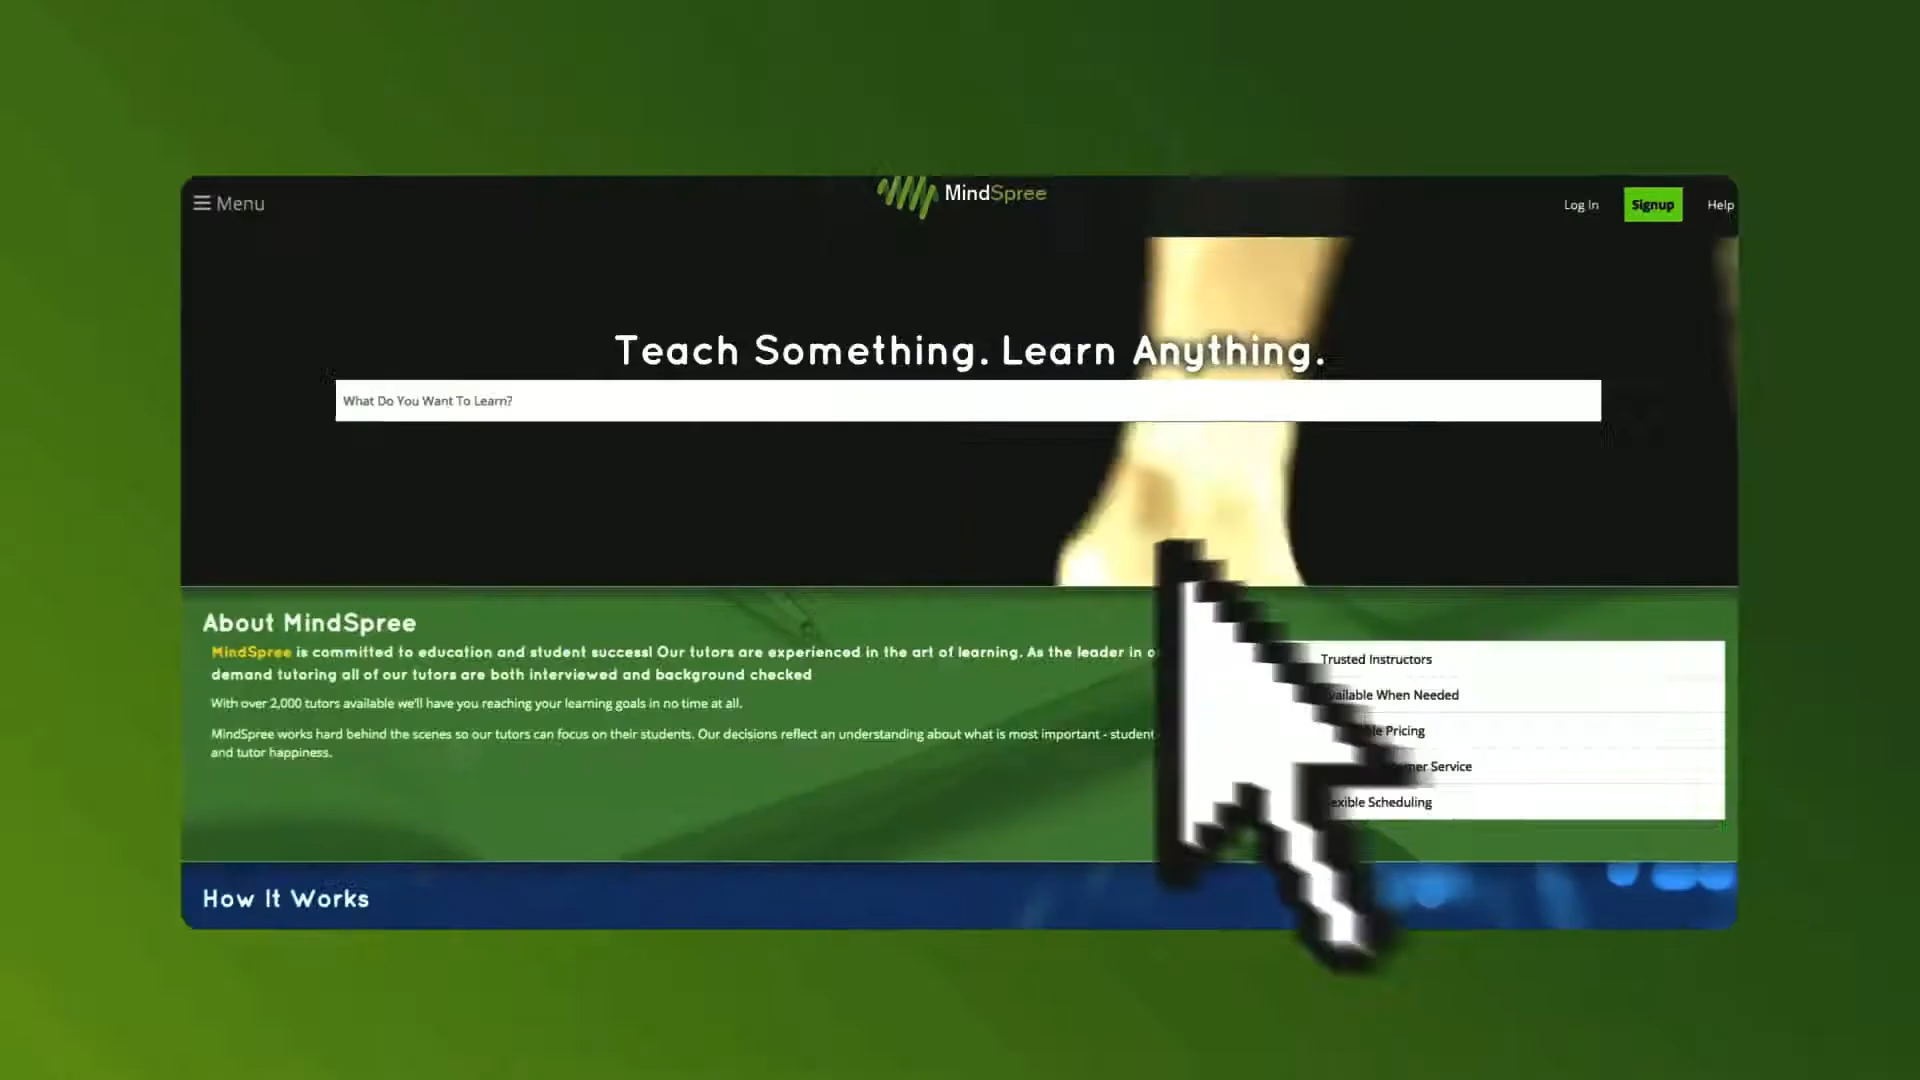 Menu
MindSpree
Log In
Signup
Help
Teach Something. Learn Anything.
What Do You Want To Learn?
About MindSpree
MindSpree is committed to education and student success! Our tutors are experienced in the art of learning. As the leader in
demand tutoring all of our tutors are both interviewed and background checked
With over 2,000 tutors available we'll have you reaching your learning goals in no time at all.
MindSpree works hard behind the scenes so our tutors can focus on their students. Our decisions reflect an understanding about what is most important - student
and tutor happiness.
Trusted Instructors
When Needed
Pricing
Service
Scheduling
How It Works